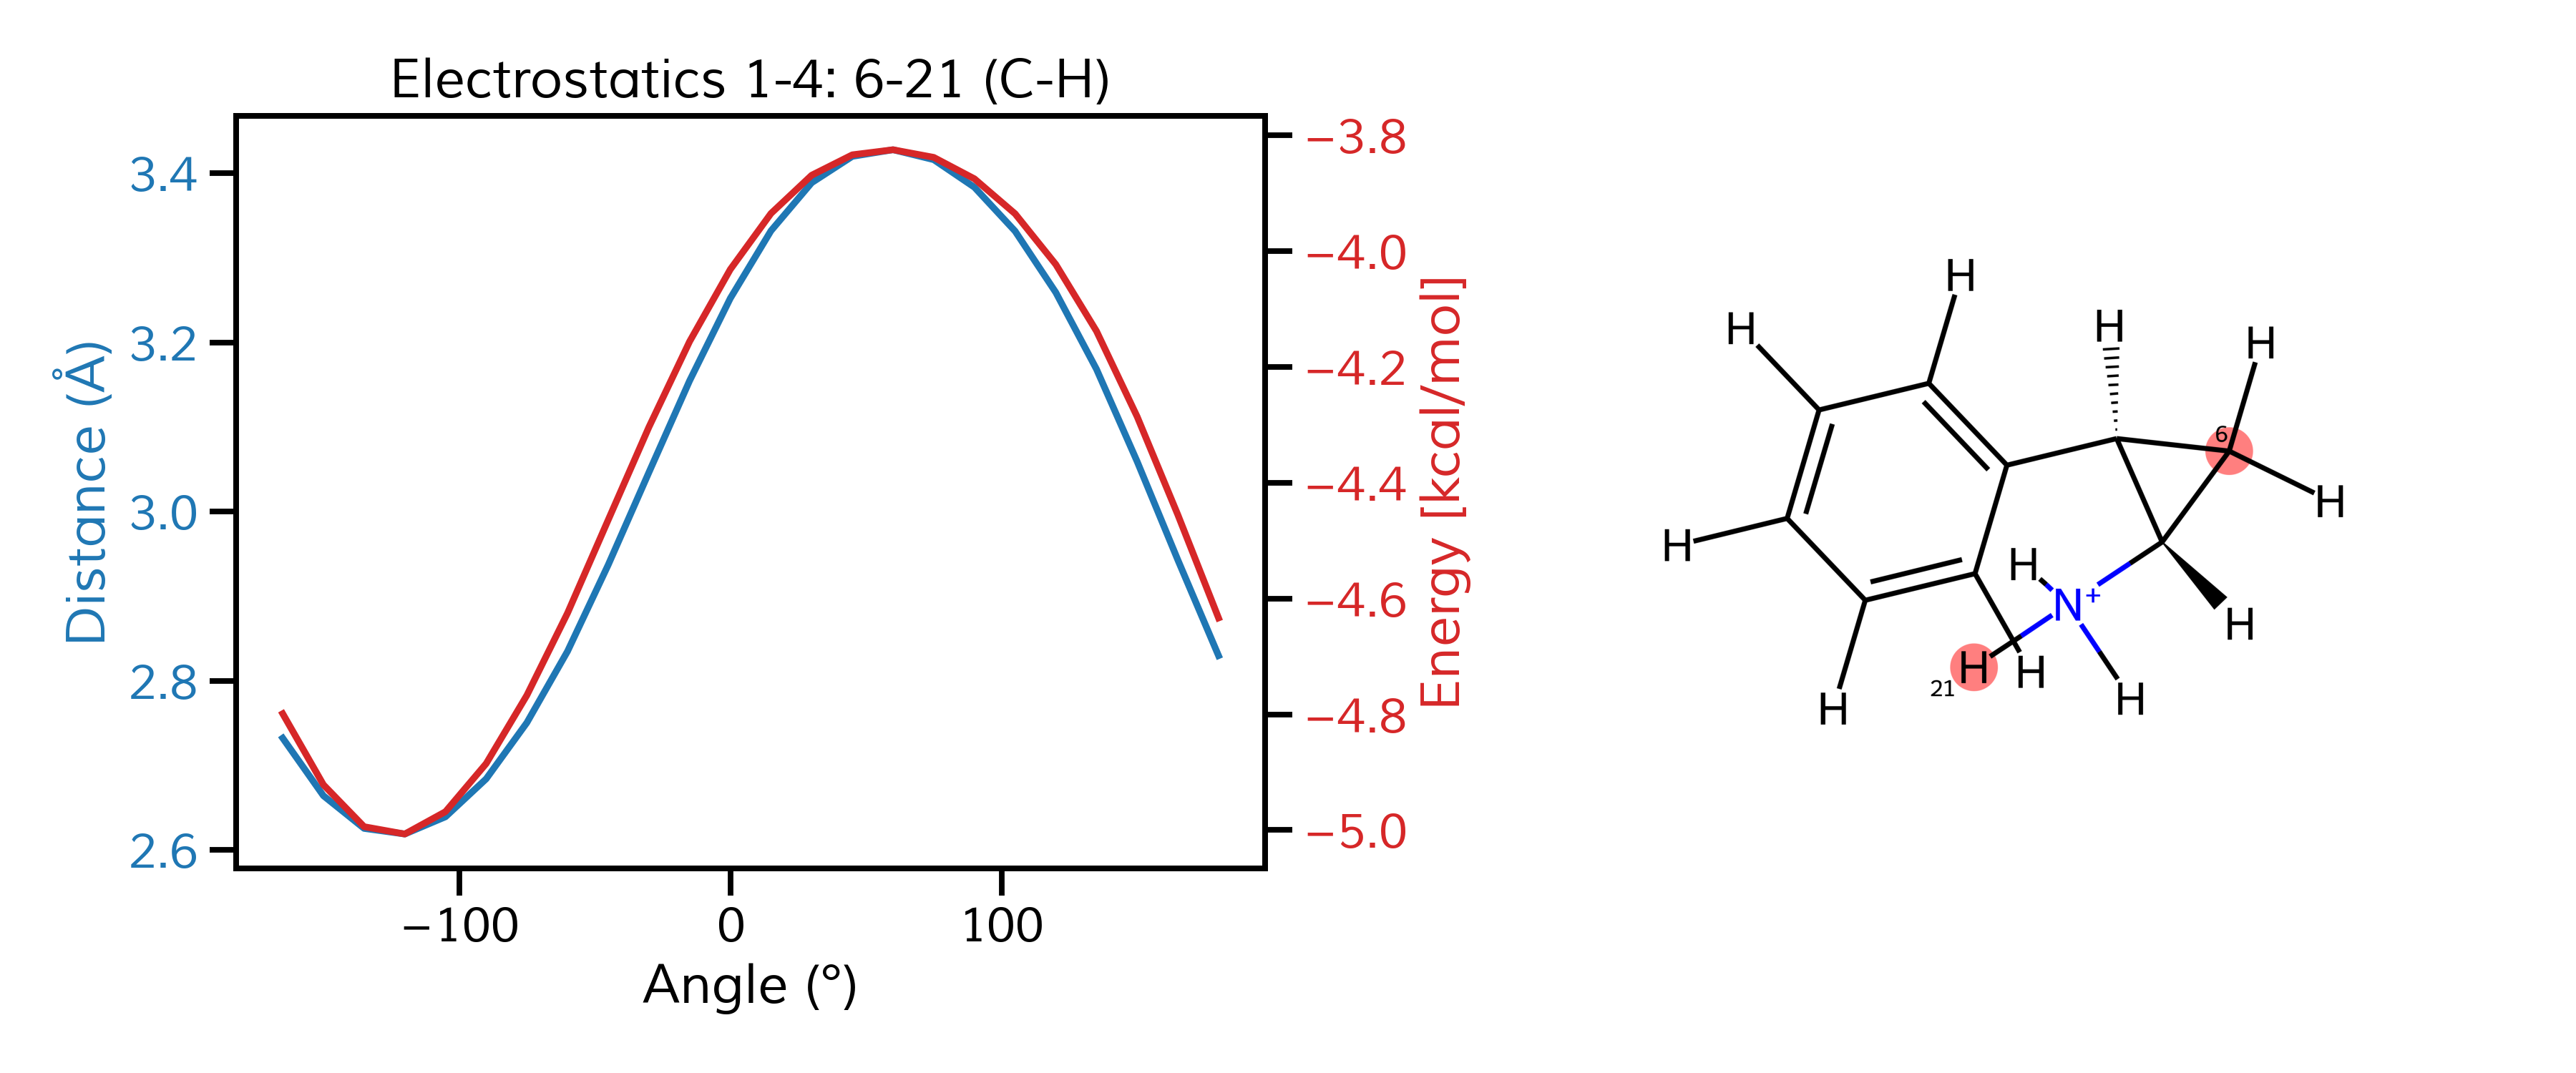 Electrostatics 1-4: 6-21 (C-H)
Distance (Å)
3.4
3.2
3.0
2.8
2.6
−100
0
100
Angle (°)
−3.8
−4.0
−4.2
−4.4
−4.6
−4.8
−5.0
Energy [kcal/mol]
H
H
H
H
6
H
H
H
N+
H
H
21
H
H
H